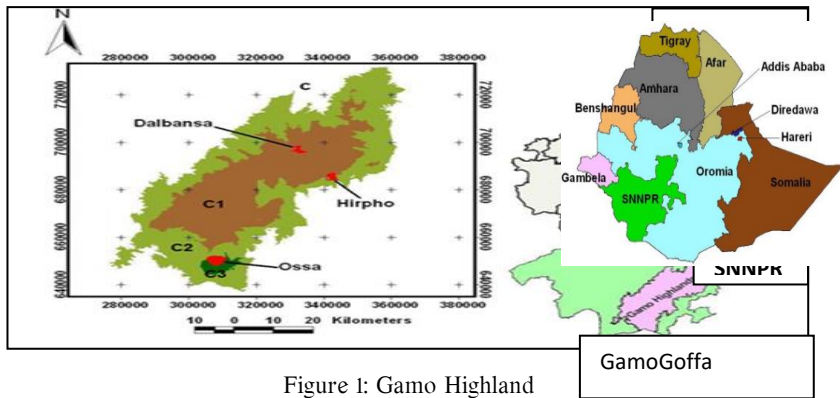 N
280000 300000 320000 340000 360000 380000
720000
700000
680000
660000
640000
720000
700000
680000
660000
640000
C
Dalbansa
Hirpho
C1
C2
C3
Ossa
280000 300000 320000 340000 360000 380000
10 0 10 20 Kilometers
Tigray
Afar
Addis Ababa
Amhara
Benshangul
Diredawa
Hareri
Gambela
Oromia
Somalia
SNNPR
SNNPR
Gamo Highlands
GamoGoffa
Figure 1: Gamo Highland